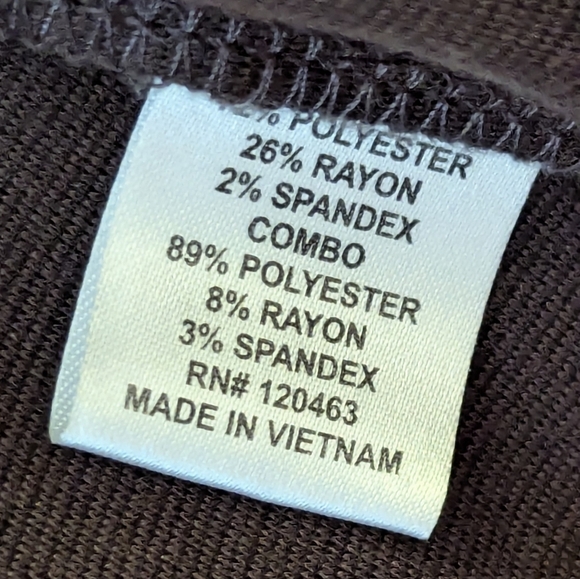 POLYESTER
26% RAYON
2% SPANDEX
COMBO
89% POLYESTER
8% RAYON
3% SPANDEX
RN# 120463
MADE IN VIETNAM